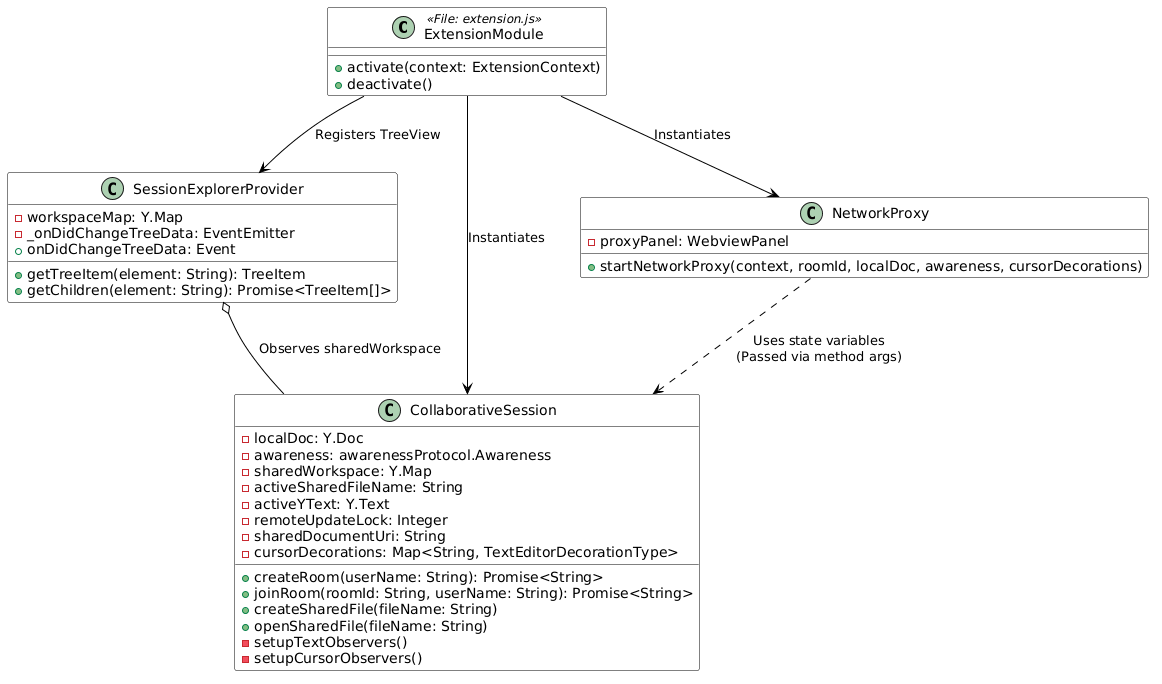 C
«File: extension.js»
ExtensionModule
activate(context: ExtensionContext)
deactivate()
Registers TreeView
Instantiates
Instantiates
C SessionExplorerProvider
workspaceMap: Y.Map
_onDidChangeTreeData: EventEmitter
onDidChangeTreeData: Event
getTreeItem(element: String): TreeItem
getChildren(element: String): Promise<TreeItem[]>
C NetworkProxy
proxyPanel: WebviewPanel
startNetworkProxy(context, roomId, localDoc, awareness, cursorDecorations)
Observes sharedWorkspace
Uses state variables
(Passed via method args)
C CollaborativeSession
localDoc: Y.Doc
awareness: awarenessProtocol.Awareness
sharedWorkspace: Y.Map
activeSharedFileName: String
activeYText: Y.Text
remoteUpdateLock: Integer
sharedDocumentUri: String
cursorDecorations: Map<String, TextEditorDecorationType>
createRoom(userName: String): Promise<String>
joinRoom(roomId: String, userName: String): Promise<String>
createSharedFile(fileName: String)
openSharedFile(fileName: String)
setupTextObservers()
setupCursorObservers()